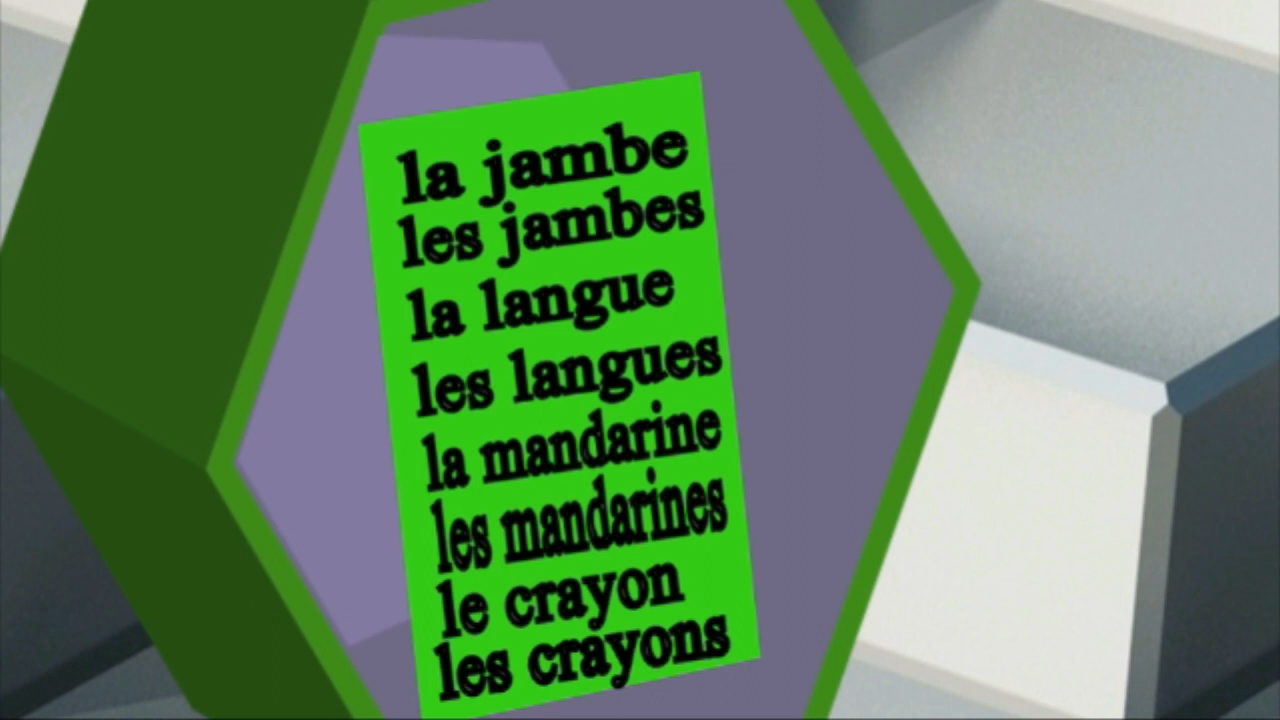 la jambe
les jambes
la langue
les langues
la mandarine
les mandarines
le crayon
les crayons